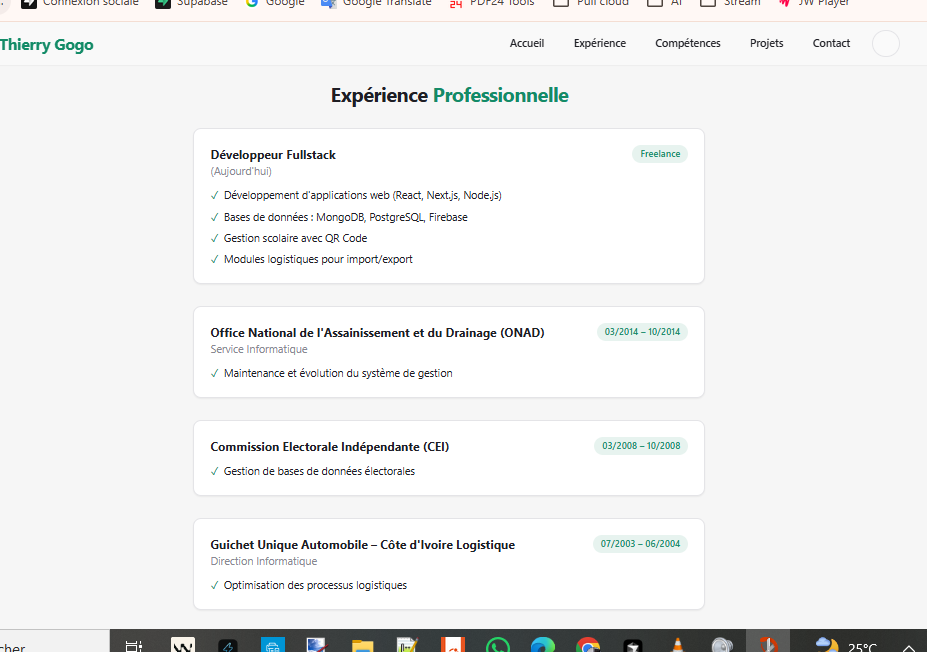 Connexion sociale
Supabase
Google
Google Translate
PDF24 Tools
Pull cloud
AI
Stream
JW Player
Thierry Gogo
Accueil
Expérience
Compétences
Projets
Contact
Expérience Professionnelle
Développeur Fullstack
Freelance
(Aujourd'hui)
✓ Développement d'applications web (React, Next.js, Node.js)
✓ Bases de données : MongoDB, PostgreSQL, Firebase
✓ Gestion scolaire avec QR Code
✓ Modules logistiques pour import/export
Office National de l'Assainissement et du Drainage (ONAD)
03/2014 – 10/2014
Service Informatique
✓ Maintenance et évolution du système de gestion
Commission Electorale Indépendante (CEI)
03/2008 – 10/2008
✓ Gestion de bases de données électorales
Guichet Unique Automobile – Côte d'Ivoire Logistique
07/2003 – 06/2004
Direction Informatique
✓ Optimisation des processus logistiques
cher
25°C